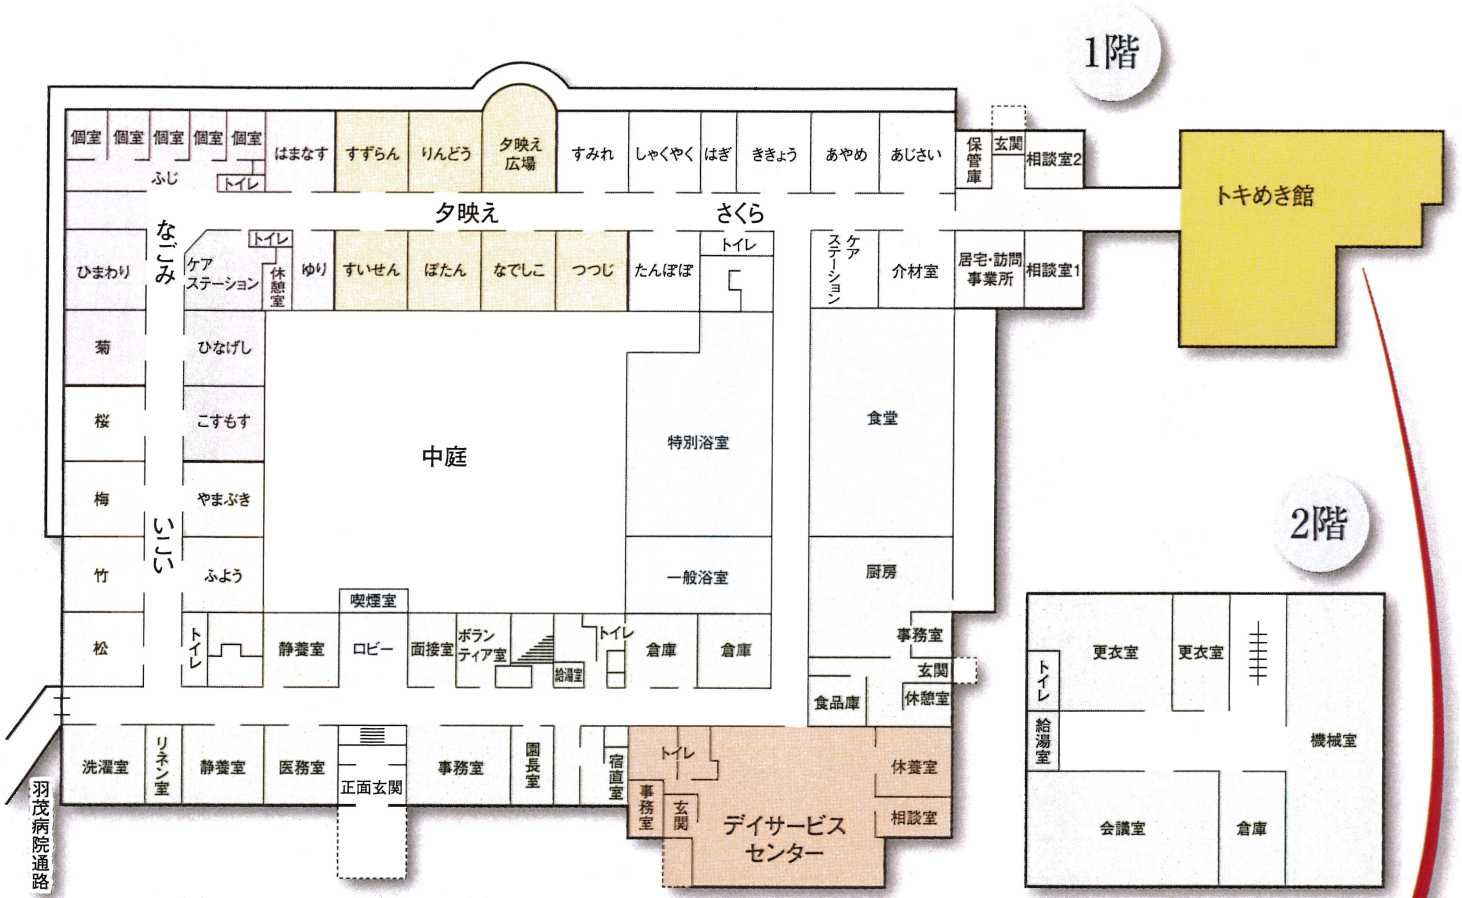 1階
個室
個室
個室
個室
個室
はまなす
すずらん
りんどう
夕映え
広場
すみれ
しゃくやく
はぎ
ききょう
あやめ
あじさい
保管庫
玄関
相談室2
ふじ
トイレ
トキめき館
なごみ
夕映え
さくら
ひまわり
ケア
ステーション
トイレ
休憩室
ゆり
すいせん
ぼたん
なでしこ
つつじ
たんぽぽ
トイレ
ケア
ステーション
介材室
居宅・訪問
事業所
相談室1
菊
ひなげし
桜
こすもす
中庭
特別浴室
食堂
梅
やまぶき
いこい
竹
ふよう
一般浴室
厨房
喫煙室
松
トイレ
静養室
ロビー
面接室
ボラン
ティア室
給湯室
トイレ
倉庫
倉庫
事務室
玄関
食品庫
休憩室
洗濯室
リネン室
静養室
医務室
正面玄関
事務室
園長室
宿直室
トイレ
事務室
玄関
デイサービス
センター
休養室
相談室
羽茂病院通路
2階
更衣室
更衣室
トイレ
給湯室
機械室
会議室
倉庫